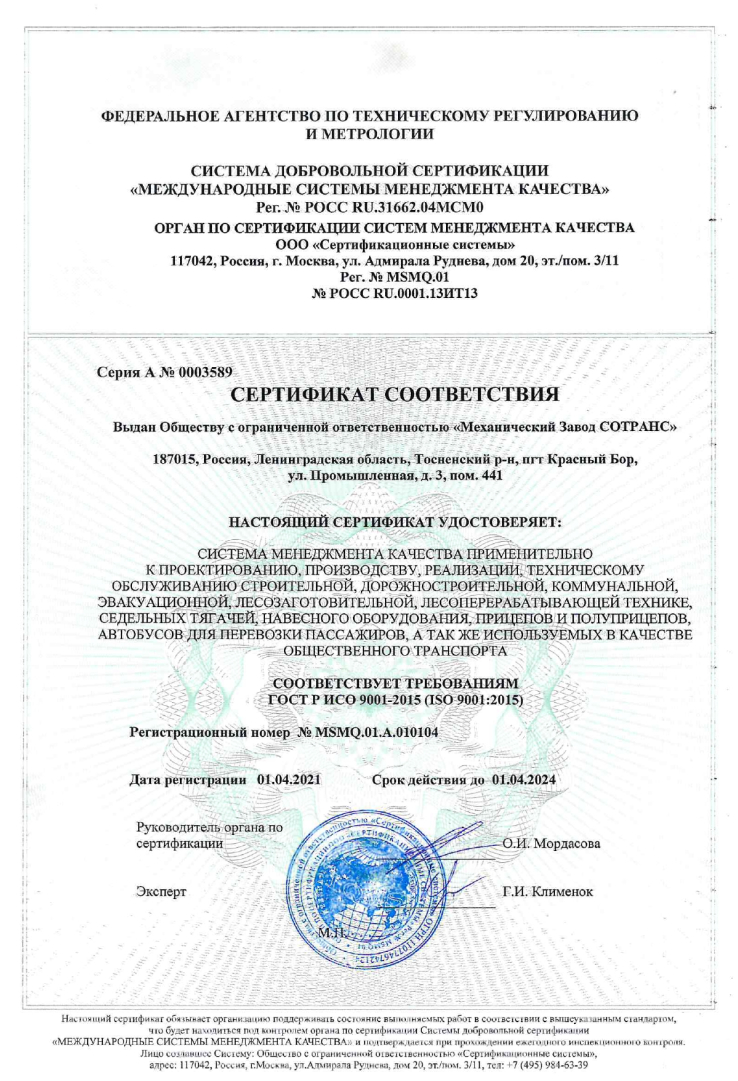 ФЕДЕРАЛЬНОЕ АГЕНТСТВО ПО ТЕХНИЧЕСКОМУ РЕГУЛИРОВАНИЮ
И МЕТРОЛОГИИ
СИСТЕМА ДОБРОВОЛЬНОЙ СЕРТИФИКАЦИИ
«МЕЖДУНАРОДНЫЕ СИСТЕМЫ МЕНЕДЖМЕНТА КАЧЕСТВА»
Рег. № РОСС RU.31662.04МСМ0
ОРГАН ПО СЕРТИФИКАЦИИ СИСТЕМ МЕНЕДЖМЕНТА КАЧЕСТВА
ООО «Сертификационные системы»
117042, Россия, г. Москва, ул. Адмирала Руднева, дом 20, эт./пом. 3/11
Рег. № MSMQ.01
№ РОСС RU.0001.13ИТ13
Серия А № 0003589
СЕРТИФИКАТ СООТВЕТСТВИЯ
Выдан Обществу с ограниченной ответственностью «Механический Завод СОТРАНС»
187015, Россия, Ленинградская область, Тосненский р-н, пгт Красный Бор,
ул. Промышленная, д. 3, пом. 441
НАСТОЯЩИЙ СЕРТИФИКАТ УДОСТОВЕРЯЕТ:
СИСТЕМА МЕНЕДЖМЕНТА КАЧЕСТВА ПРИМЕНИТЕЛЬНО
К ПРОЕКТИРОВАНИЮ, ПРОИЗВОДСТВУ, РЕАЛИЗАЦИИ, ТЕХНИЧЕСКОМУ
ОБСЛУЖИВАНИЮ СТРОИТЕЛЬНОЙ, ДОРОЖНОСТРОИТЕЛЬНОЙ, КОММУНАЛЬНОЙ,
ЭВАКУАЦИОННОЙ, ЛЕСОЗАГОТОВИТЕЛЬНОЙ, ЛЕСОПЕРЕРАБАТЫВАЮЩЕЙ ТЕХНИКЕ,
СЕДЕЛЬНЫХ ТЯГАЧЕЙ, НАВЕСНОГО ОБОРУДОВАНИЯ, ПРИЦЕПОВ И ПОЛУПРИЦЕПОВ,
АВТОБУСОВ ДЛЯ ПЕРЕВОЗКИ ПАССАЖИРОВ, А ТАК ЖЕ ИСПОЛЬЗУЕМЫХ В КАЧЕСТВЕ
ОБЩЕСТВЕННОГО ТРАНСПОРТА
СООТВЕТСТВУЕТ ТРЕБОВАНИЯМ
ГОСТ Р ИСО 9001-2015 (ISO 9001:2015)
Регистрационный номер № MSMQ.01.А.010104
Дата регистрации 01.04.2021 Срок действия до 01.04.2024
Руководитель органа по
сертификации О.И. Мордасова
Эксперт Г.И. Клименок
М.П.
Настоящий сертификат обязывает организацию поддерживать состояние выполняемых работ в соответствии с вышеуказанным стандартом,
что будет находиться под контролем органа по сертификации Системы добровольной сертификации
«МЕЖДУНАРОДНЫЕ СИСТЕМЫ МЕНЕДЖМЕНТА КАЧЕСТВА» и подтверждается при прохождении ежегодного инспекционного контроля.
Лицо создавшее Систему: Общество с ограниченной ответственностью «Сертификационные системы»,
адрес: 117042, Россия, г.Москва, ул.Адмирала Руднева, дом 20, эт./пом. 3/11, тел: +7 (495) 984-63-39